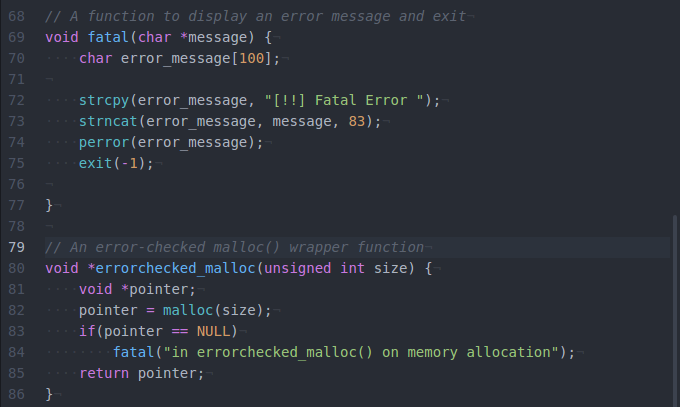 68 // A function to display an error message and exit¬
69 void fatal(char *message) {¬
70 ····char error_message[100];¬
71 ¬
72 ····strcpy(error_message, "[!!] Fatal Error ");¬
73 ····strncat(error_message, message, 83);¬
74 ····perror(error_message);¬
75 ····exit(-1);¬
76 ¬
77 }¬
78 ¬
79 // An error-checked malloc() wrapper function¬
80 void *errorchecked_malloc(unsigned int size) {¬
81 ····void *pointer;¬
82 ····pointer = malloc(size);¬
83 ····if(pointer == NULL)¬
84 ········fatal("in errorchecked_malloc() on memory allocation");¬
85 ····return pointer;¬
86 }¬